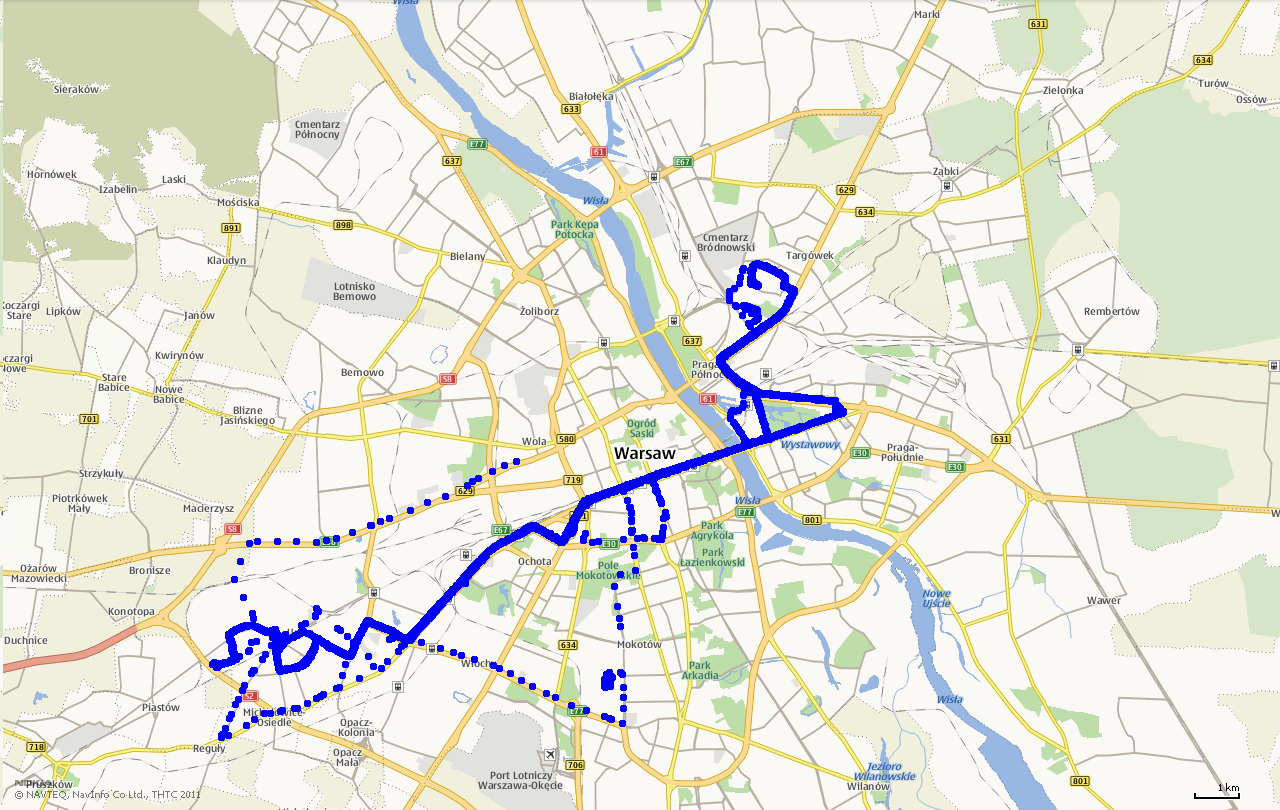 Wisła
Marki
631
634
Sieraków
Białołęka
633
Zielonka
Turów
Ossów
Cmentarz
Północny
E77
637
61
E67
Hornówek
Laski
Izabelin
Mościska
Ząbki
629
634
Wisła
891
898
Park Kępa
Potocka
Cmentarz
Bródnowski
Targówek
Klaudyn
Bielany
Lotnisko
Bemowo
Koczargi
Stare
Lipków
Janów
Żoliborz
Rembertów
637
Kwirynów
Stare
Babice
Nowe
Babice
Bemowo
S8
Praga
Północ
61
701
Blizne
Jasińskiego
Ogród
Saski
580
Wola
Warsaw
Wystawowy
631
Praga-
Południe
E30
E30
Strzykuły
719
629
Piotrkówek
Mały
Macierzysz
Wisła
E77
801
S8
E67
Park
Agrykola
E30
Ochota
Park
Łazienkowski
Pole
Mokotowskie
Bronisze
Ożarów
Mazowiecki
Konotopa
Nowe
Ujście
Wawer
Duchnice
634
Mokotów
Włochy
Park
Arkadia
S2
Piastów
Michałowice-
Osiedle
Opacz-
Kolonia
E77
Wisła
718
Reguły
Opacz
Mała
706
Port Lotniczy
Warszawa-Okęcie
Jezioro
Wilanowskie
Wilanów
801
Pruszków
1 km
© NAVTEQ, NavInfo Co Ltd., THTC 2011